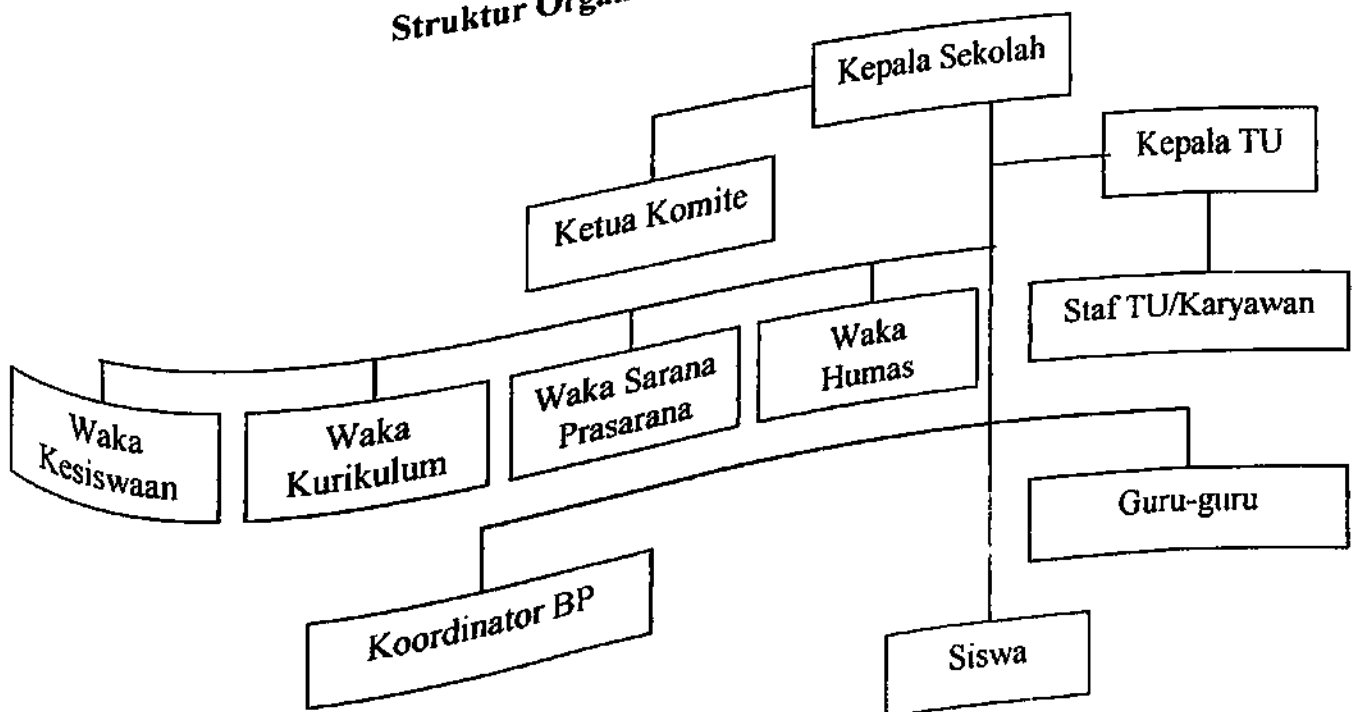 Struktur
Kepala Sekolah
Kepala TU
Ketua Komite
Staf TU/Karyawan
Waka
Humas
Waka Sarana
Prasarana
Waka
Kurikulum
Waka
Kesiswaan
Guru-guru
Koordinator BP
Siswa